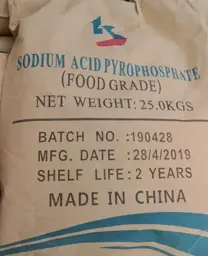 SODIUM ACID PYROPHOSPHATE
(FOOD GRADE)
NET WEIGHT:25.0KGS
BATCH NO. :190428
MFG. DATE :28/4/2019
SHELF LIFE: 2 YEARS
MADE IN CHINA